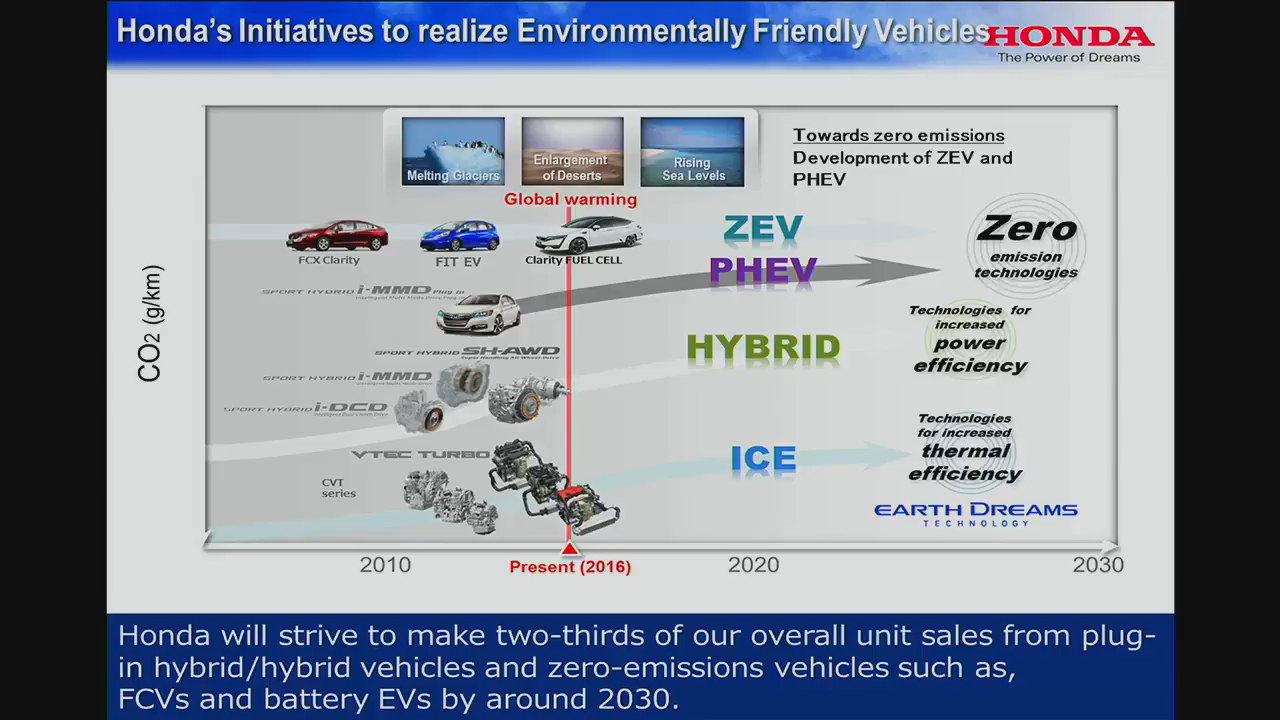 Honda's Initiatives to realize Environmentally Friendly Vehicles
HONDA
The Power of Dreams
Melting Glaciers
Enlargement
of Deserts
Rising
Sea Levels
Global warming
Towards zero emissions
Development of ZEV and
PHEV
CO2 (g/km)
FCX Clarity
FIT EV
Clarity FUEL CELL
ZEV
PHEV
Zero
emission
technologies
SPORT HYBRID i-MMD Plug-in
SPORT HYBRID SH-AWD
Super Handling All-Wheel-Drive
SPORT HYBRID i-MMD
SPORT HYBRID i-DCD
HYBRID
Technologies for
increased
power
efficiency
VTEC TURBO
CVT
series
ICE
Technologies
for increased
thermal
efficiency
EARTH DREAMS
TECHNOLOGY
2010
Present (2016)
2020
2030
Honda will strive to make two-thirds of our overall unit sales from plug-
in hybrid/hybrid vehicles and zero-emissions vehicles such as,
FCVs and battery EVs by around 2030.